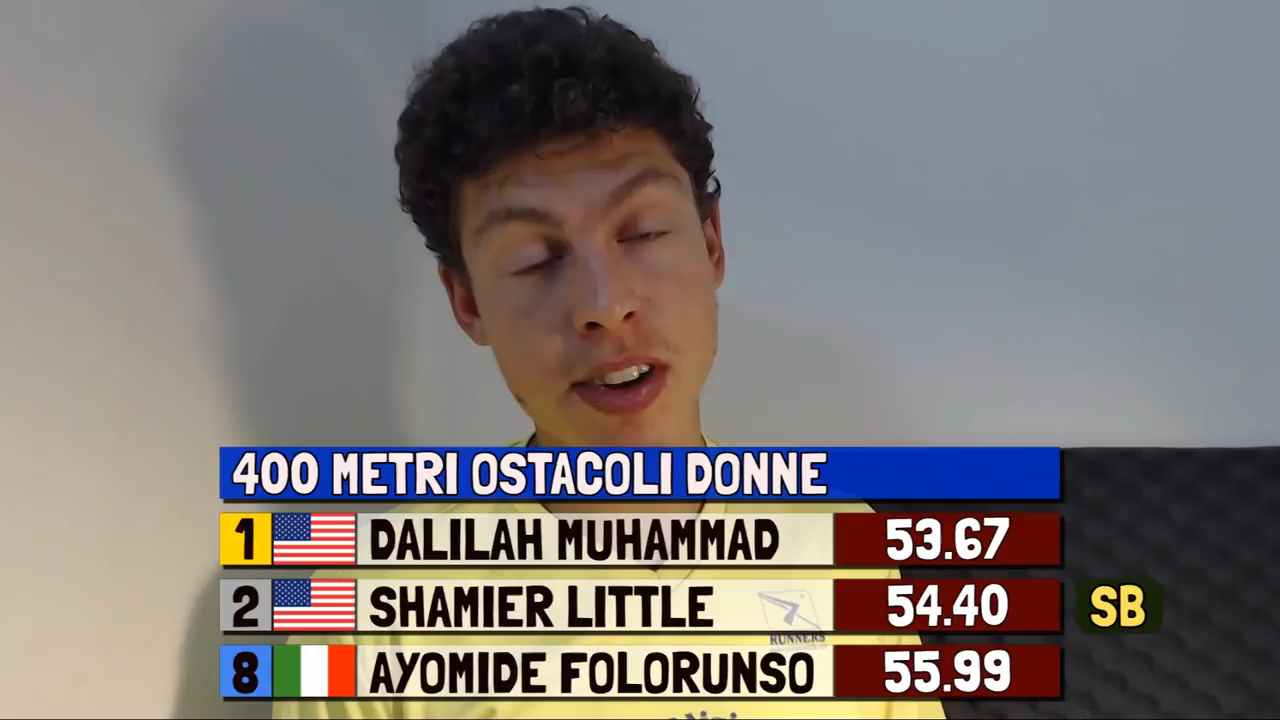 400 METRI OSTACOLI DONNE
1 DALILAH MUHAMMAD 53.67
2 SHAMIER LITTLE 54.40 SB
RUNNERS
8 AYOMIDE FOLORUNSO 55.99